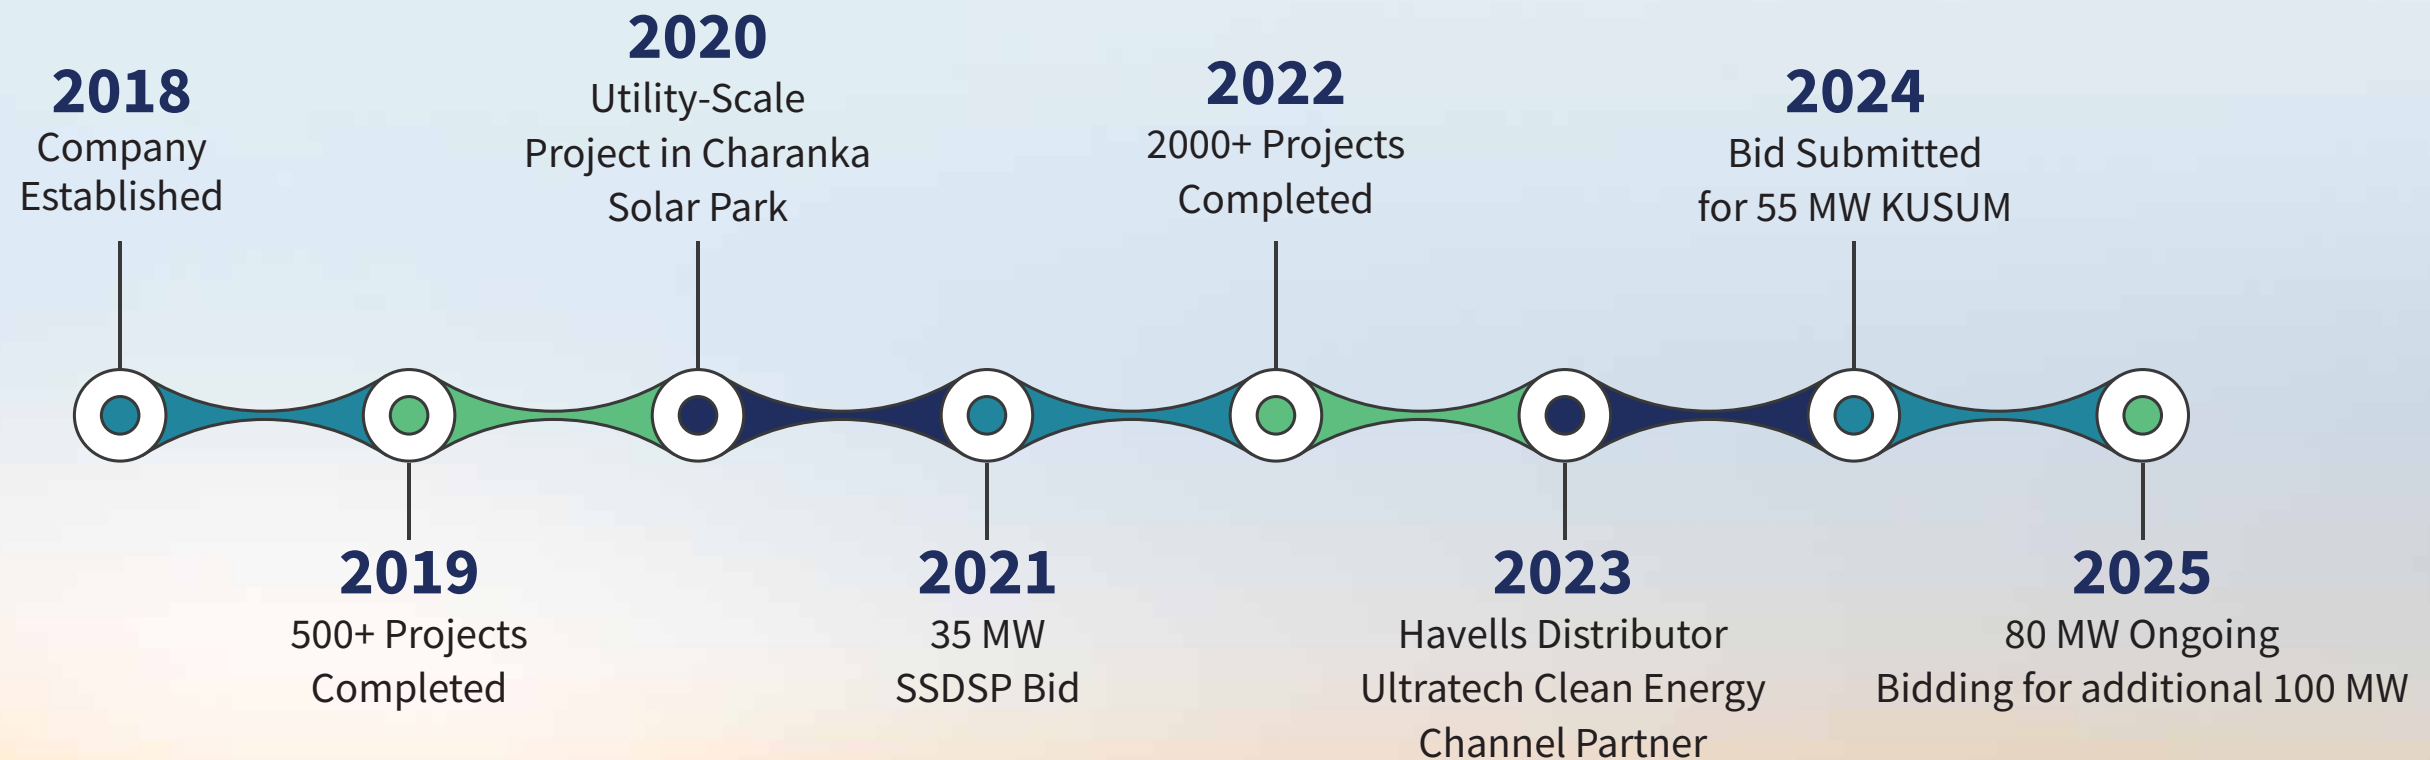 2018
Company
Established
2019
500+ Projects
Completed
2020
Utility-Scale
Project in Charanka
Solar Park
2021
35 MW
SSDSP Bid
2022
2000+ Projects
Completed
2023
Havells Distributor
Ultratech Clean Energy
Channel Partner
2024
Bid Submitted
for 55 MW KUSUM
2025
80 MW Ongoing
Bidding for additional 100 MW